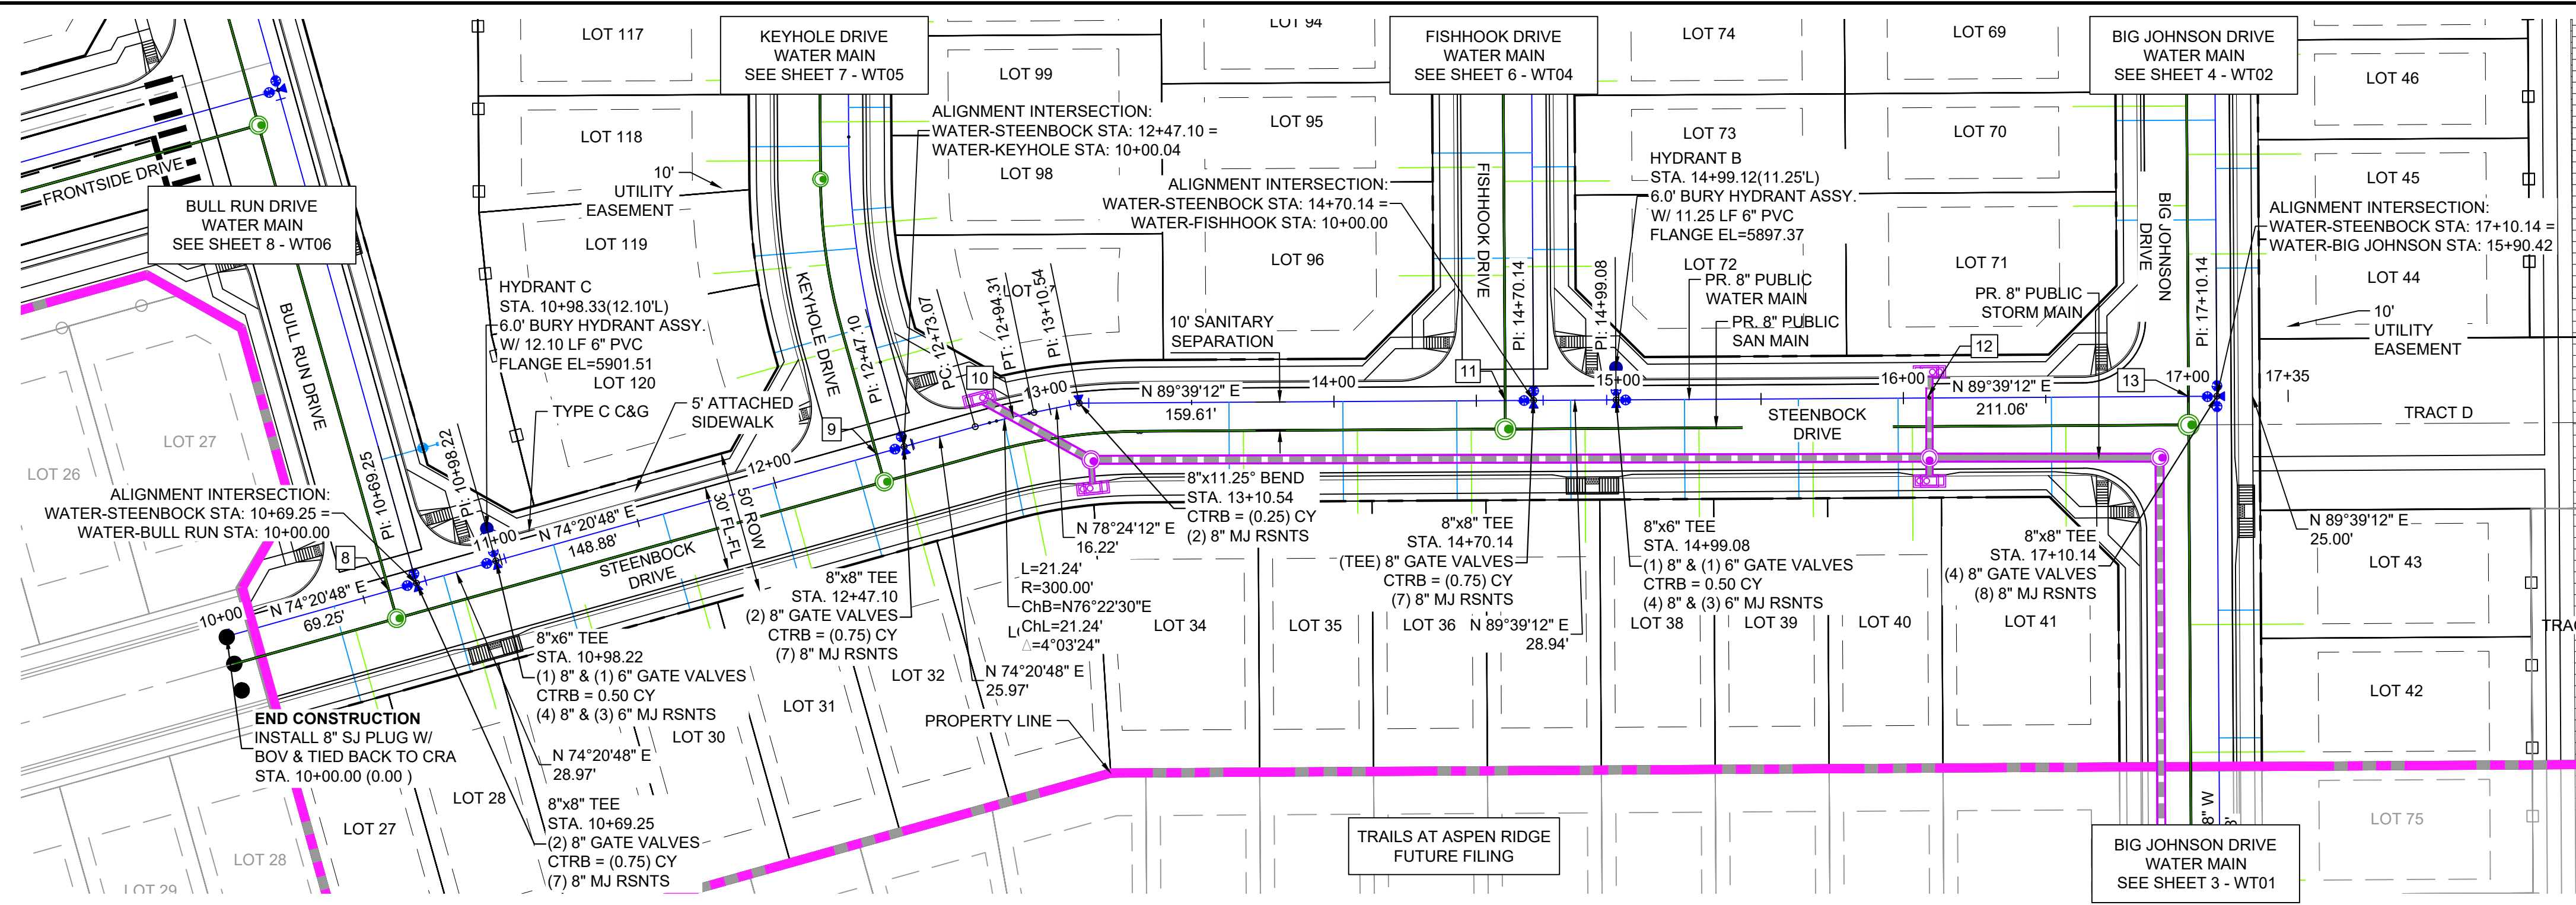 LOT 117
KEYHOLE DRIVE
WATER MAIN
SEE SHEET 7 - WT05
LOT 99
LOT 94
FISHHOOK DRIVE
WATER MAIN
SEE SHEET 6 - WT04
LOT 74
LOT 69
BIG JOHNSON DRIVE
WATER MAIN
SEE SHEET 4 - WT02
LOT 46
LOT 118
ALIGNMENT INTERSECTION:
WATER-STEENBOCK STA: 12+47.10 =
WATER-KEYHOLE STA: 10+00.04
LOT 95
LOT 73
LOT 70
LOT 98
FRONTSIDE DRIVE
BULL RUN DRIVE
WATER MAIN
SEE SHEET 8 - WT06
10'
UTILITY
EASEMENT
LOT 119
ALIGNMENT INTERSECTION:
WATER-STEENBOCK STA: 14+70.14 =
WATER-FISHHOOK STA: 10+00.00
FISHHOOK DRIVE
HYDRANT B
STA. 14+99.12(11.25'L)
6.0' BURY HYDRANT ASSY.
W/ 11.25 LF 6" PVC
FLANGE EL=5897.37
BIG JOHNSON
DRIVE
LOT 45
ALIGNMENT INTERSECTION:
WATER-STEENBOCK STA: 17+10.14 =
WATER-BIG JOHNSON STA: 15+90.42
LOT 44
LOT 96
LOT 72
LOT 71
PR. 8" PUBLIC
WATER MAIN
PR. 8" PUBLIC
SAN MAIN
PR. 8" PUBLIC
STORM MAIN
10'
UTILITY
EASEMENT
HYDRANT C
STA. 10+98.33(12.10'L)
6.0' BURY HYDRANT ASSY.
W/ 12.10 LF 6" PVC
FLANGE EL=5901.51
LOT 120
KEYHOLE DRIVE
PI: 12+47.10
PC: 12+73.07
PT: 12+94.31
PI: 13+10.54
LOT
10' SANITARY
SEPARATION
PI: 14+70.14
PI: 14+99.08
PI: 17+10.14
BULL RUN DRIVE
TYPE C C&G
5' ATTACHED
SIDEWALK
9
10
13+00
N 89°39'12" E
159.61'
14+00
11
15+00
STEENBOCK
DRIVE
16+00
12
N 89°39'12" E
211.06'
13
17+00
17+35
TRACT D
LOT 27
LOT 26
PI: 10+69.25
PI: 10+98.22
ALIGNMENT INTERSECTION:
WATER-STEENBOCK STA: 10+69.25 =
WATER-BULL RUN STA: 10+00.00
8
10+00
N 74°20'48" E
69.25'
11+00
N 74°20'48" E
148.88'
12+00
STEENBOCK
DRIVE
30' FL-FL
50' ROW
8"x11.25° BEND
STA. 13+10.54
CTRB = (0.25) CY
(2) 8" MJ RSNTS
N 78°24'12" E
16.22'
L=21.24'
R=300.00'
ChB=N76°22'30"E
ChL=21.24'
△=4°03'24"
8"x8" TEE
STA. 12+47.10
(2) 8" GATE VALVES
CTRB = (0.75) CY
(7) 8" MJ RSNTS
8"x8" TEE
STA. 14+70.14
(TEE) 8" GATE VALVES
CTRB = (0.75) CY
(7) 8" MJ RSNTS
8"x6" TEE
STA. 14+99.08
(1) 8" & (1) 6" GATE VALVES
CTRB = 0.50 CY
(4) 8" & (3) 6" MJ RSNTS
8"x8" TEE
STA. 17+10.14
(4) 8" GATE VALVES
(8) 8" MJ RSNTS
N 89°39'12" E
25.00'
LOT 43
LOT 34
LOT 35
LOT 36
N 89°39'12" E
28.94'
LOT 38
LOT 39
LOT 40
LOT 41
8"x6" TEE
STA. 10+98.22
(1) 8" & (1) 6" GATE VALVES
CTRB = 0.50 CY
(4) 8" & (3) 6" MJ RSNTS
LOT 30
LOT 31
LOT 32
N 74°20'48" E
25.97'
LOT 42
PROPERTY LINE
END CONSTRUCTION
INSTALL 8" SJ PLUG W/
BOV & TIED BACK TO CRA
STA. 10+00.00 (0.00 )
N 74°20'48" E
28.97'
LOT 28
8"x8" TEE
STA. 10+69.25
(2) 8" GATE VALVES
CTRB = (0.75) CY
(7) 8" MJ RSNTS
LOT 27
LOT 28
LOT 29
TRAILS AT ASPEN RIDGE
FUTURE FILING
8" W
LOT 75
BIG JOHNSON DRIVE
WATER MAIN
SEE SHEET 3 - WT01